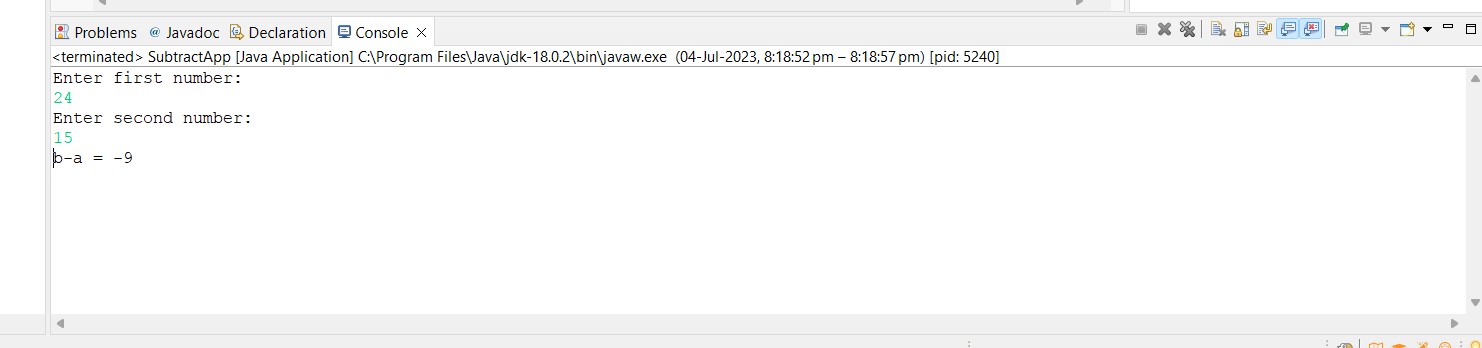 Problems @ Javadoc Declaration Console
<terminated> SubtractApp [Java Application] C:\Program Files\Java\jdk-18.0.2\bin\javaw.exe (04-Jul-2023, 8:18:52 pm – 8:18:57 pm) [pid: 5240]
Enter first number:
24
Enter second number:
15
b-a = -9